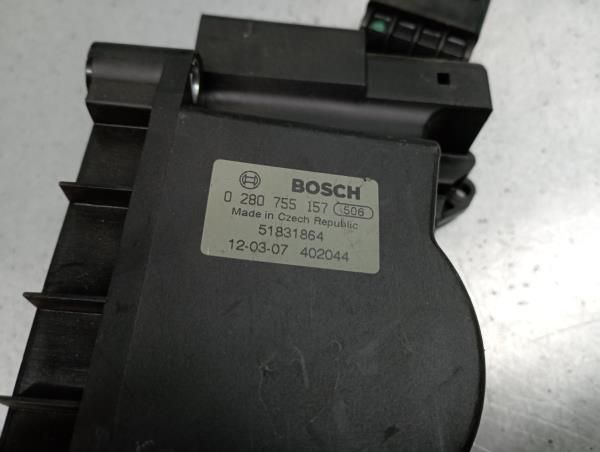 BOSCH
0 280 755 157 506
Made in Czech Republic
51831864
12-03-07 402044